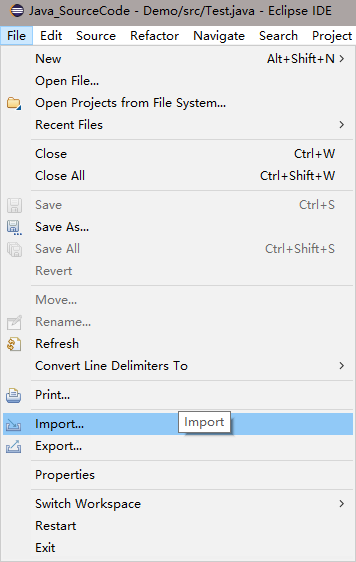 Java_SourceCode - Demo/src/Test.java - Eclipse IDE
File Edit Source Refactor Navigate Search Project
New Alt+Shift+N
Open File...
Open Projects from File System...
Recent Files
Close Ctrl+W
Close All Ctrl+Shift+W
Save Ctrl+S
Save As...
Save All Ctrl+Shift+S
Revert
Move...
Rename...
Refresh
Convert Line Delimiters To
Print...
Import... Import
Export...
Properties
Switch Workspace
Restart
Exit